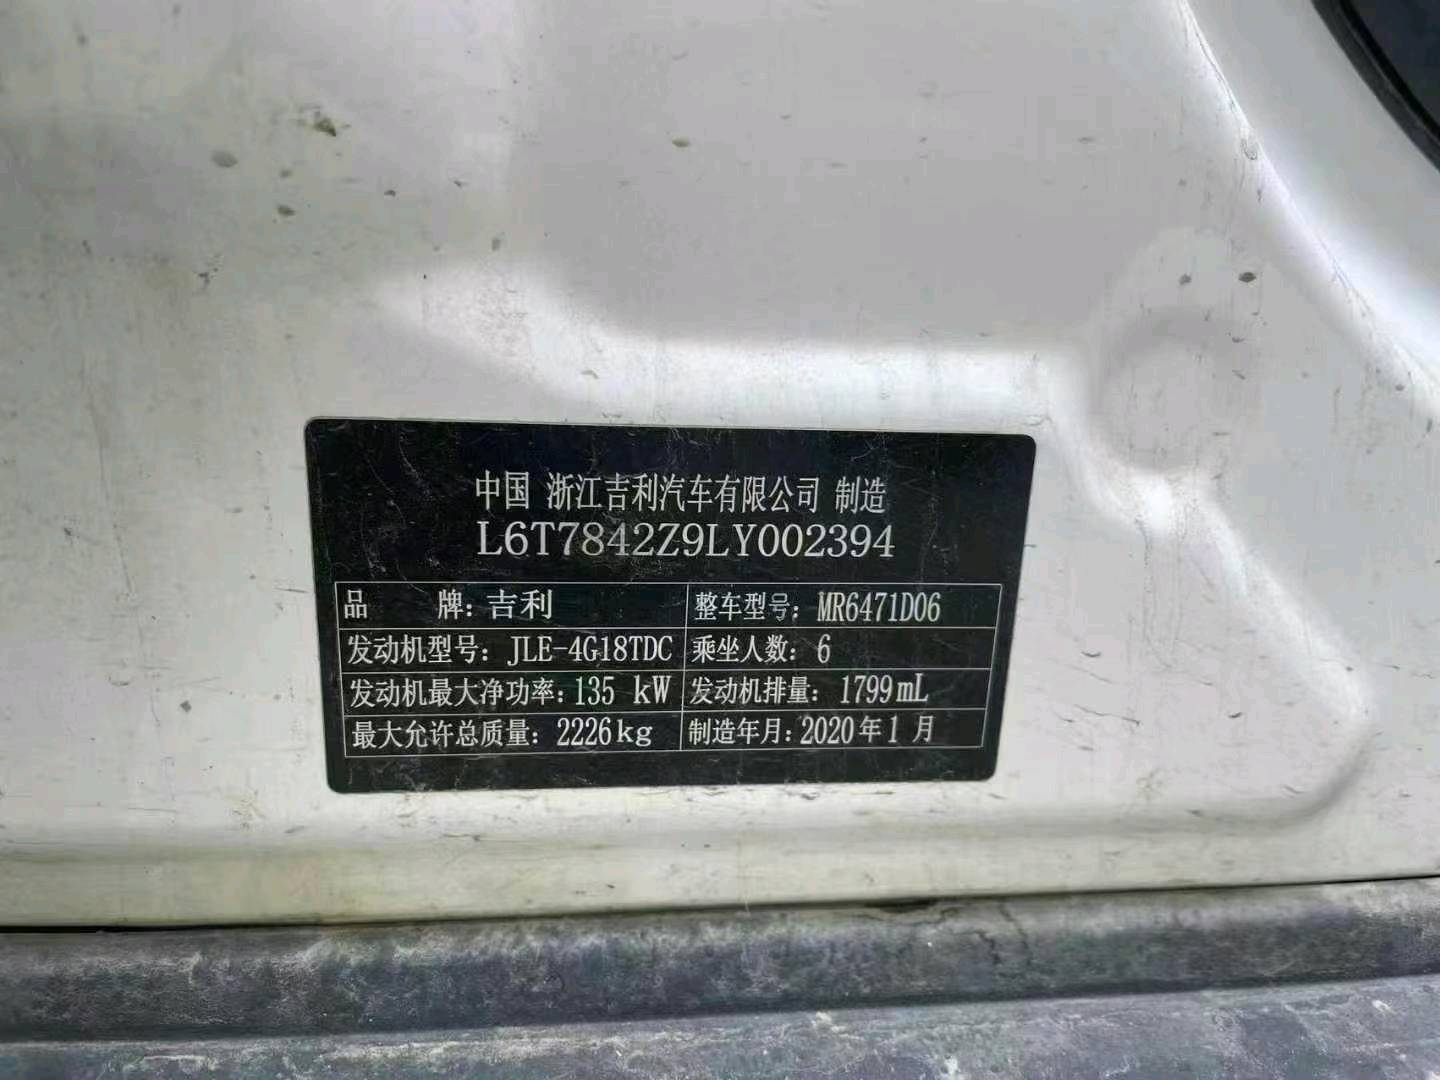 中国 浙江吉利汽车有限公司 制造
L6T7842Z9LY002394
品 牌：吉利 整车型号：MR6471D06
发动机型号：JLE-4G18TDC 乘坐人数：6
发动机最大净功率：135 kW 发动机排量：1799mL
最大允许总质量：2226kg 制造年月：2020年1月